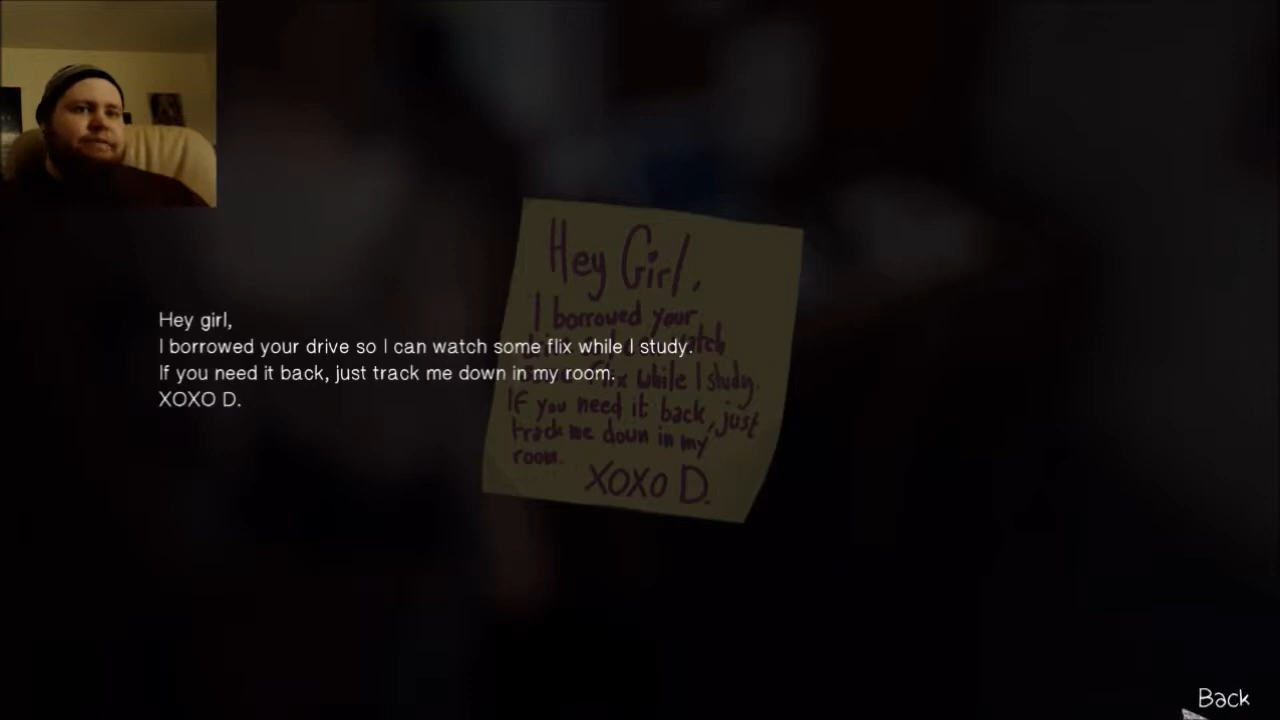 Hey girl,
I borrowed your drive so I can watch some flix while I study.
If you need it back, just track me down in my room.
XOXO D.
Hey Girl,
I borrowed your
watch
while I study.
If you need it back, just
track me down in my
room.
XOXO D.
Back